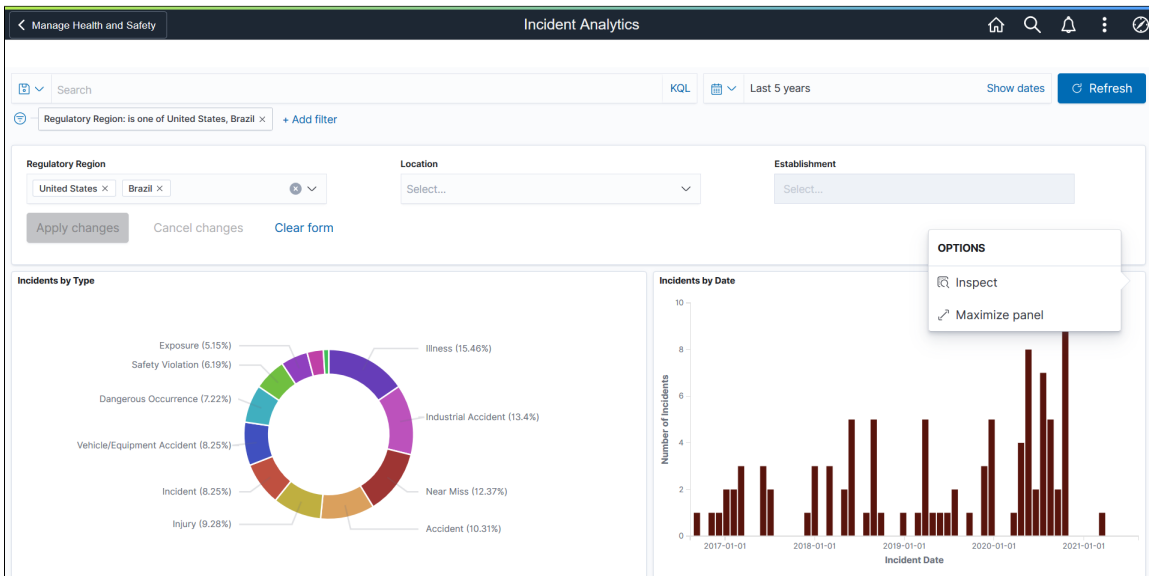 Manage Health and Safety
Incident Analytics
Search
KQL
Last 5 years
Show dates
Refresh
Regulatory Region: is one of United States, Brazil ×
+ Add filter
Regulatory Region
Location
Establishment
United States ×
Brazil ×
Select...
Select...
Apply changes
Cancel changes
Clear form
OPTIONS
Inspect
Maximize panel
Incidents by Type
Exposure (5.15%)
Safety Violation (6.19%)
Dangerous Occurrence (7.22%)
Vehicle/Equipment Accident (8.25%)
Incident (8.25%)
Injury (9.28%)
Illness (15.46%)
Industrial Accident (13.4%)
Near Miss (12.37%)
Accident (10.31%)
Incidents by Date
Number of Incidents
10
8
6
4
2
0
2017-01-01
2018-01-01
2019-01-01
2020-01-01
2021-01-01
Incident Date